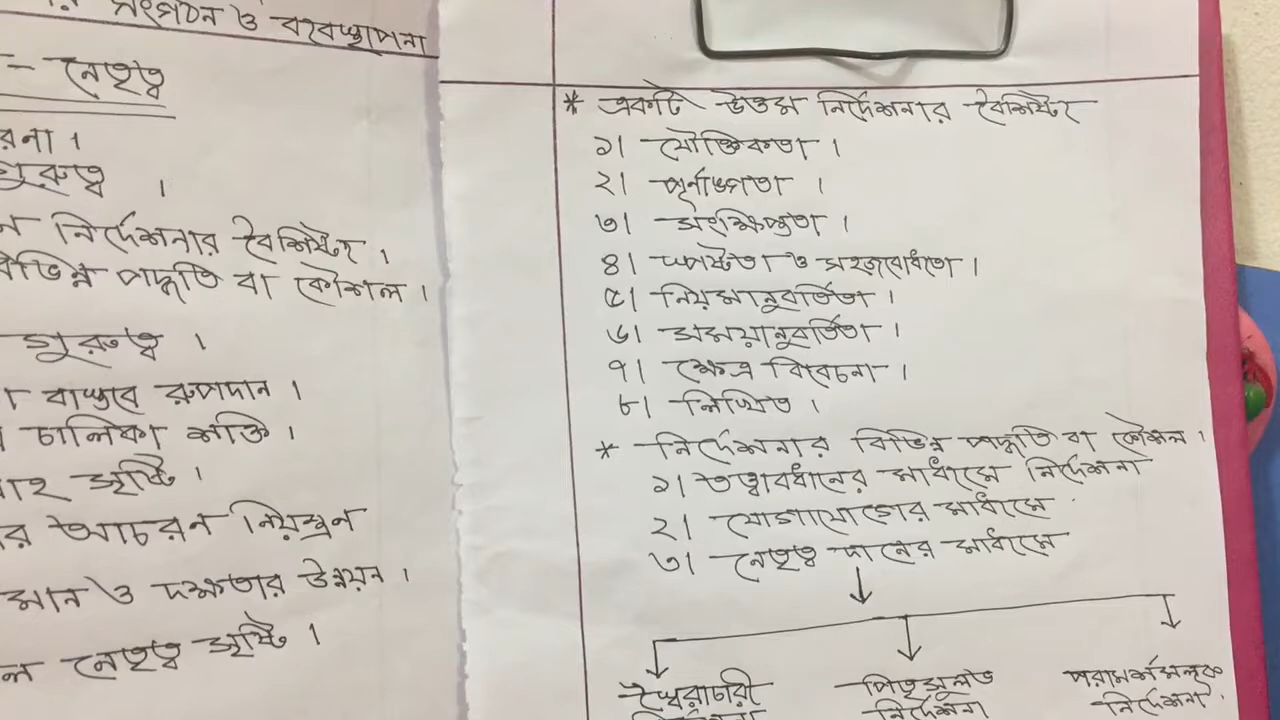 সংগঠন ও ব্যবস্থাপনা
– নেতৃত্ব
রনা ।
গুরুত্ব ।
নির্দেশনার বৈশিষ্ট্য ।
বিভিন্ন পদ্ধতি বা কৌশল ।
গুরুত্ব ।
বাস্তবে রুপদান ।
চালিকা শক্তি ।
সৃষ্টি ।
র আচরন নিয়ন্ত্রন
মান ও দক্ষতার উন্নয়ন ।
ল নেতৃত্ব সৃষ্টি ।
* একটি উত্তম নির্দেশনার বৈশিষ্ট্য
১। যৌক্তিকতা ।
২। পূর্নাঙ্গতা ।
৩। সংক্ষিপ্ততা ।
৪। স্পষ্টতা ও সহজবোধ্যতা ।
৫। নিয়মানুবর্তিতা ।
৬। সময়ানুবর্তিতা ।
৭। ক্ষেত্র বিবেচনা ।
৮। লিখিত ।
* নির্দেশনার বিভিন্ন পদ্ধতি বা কৌশল ।
১। তত্ত্বাবধানের মাধ্যমে নির্দেশনা
২। যোগাযোগের মাধ্যমে
৩। নেতৃত্ব দানের মাধ্যমে
স্বৈরাচারী পিতৃসুলভ পরামর্শমূলক
নির্দেশনা নির্দেশনা ।